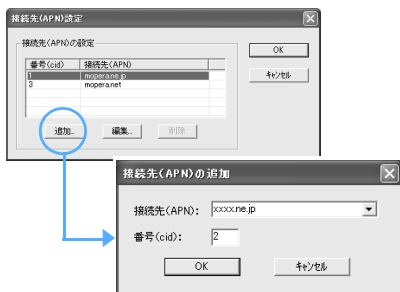 接続先(APN)設定
接続先(APN)の設定
番号(cid) 接続先(APN)
1 mopera.ne.jp
3 mopera.net
追加... 編集... 削除
OK
キャンセル
接続先(APN)の追加
接続先(APN): xxxx.ne.jp
番号(cid): 2
OK キャンセル